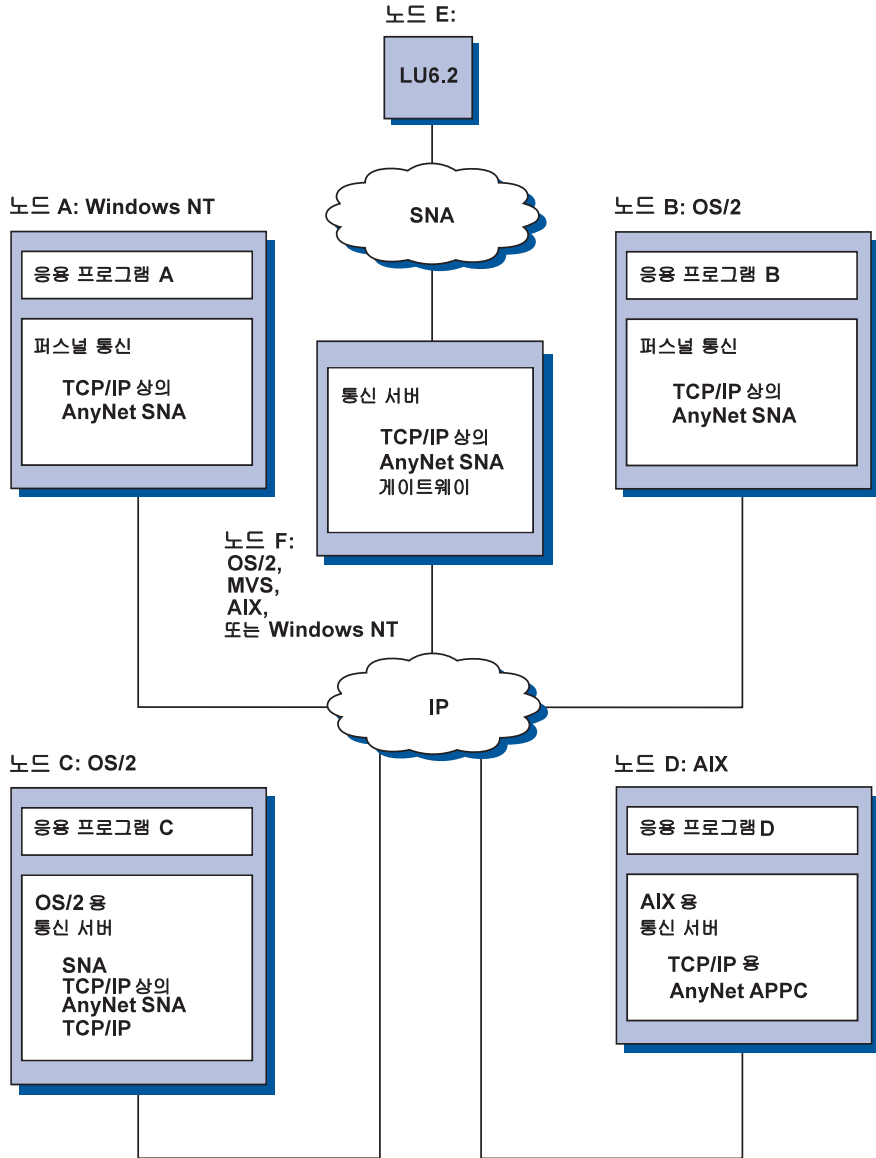 노드 E:
LU6.2
SNA
노드 A: Windows NT
응용 프로그램 A
퍼스널 통신
TCP/IP 상의
AnyNet SNA
통신 서버
TCP/IP 상의
AnyNet SNA
게이트웨이
노드 B: OS/2
응용 프로그램 B
퍼스널 통신
TCP/IP 상의
AnyNet SNA
노드 F:
OS/2,
MVS,
AIX,
또는 Windows NT
IP
노드 C: OS/2
응용 프로그램 C
OS/2 용
통신 서버
SNA
TCP/IP 상의
AnyNet SNA
TCP/IP
노드 D: AIX
응용 프로그램 D
AIX 용
통신 서버
TCP/IP 용
AnyNet APPC